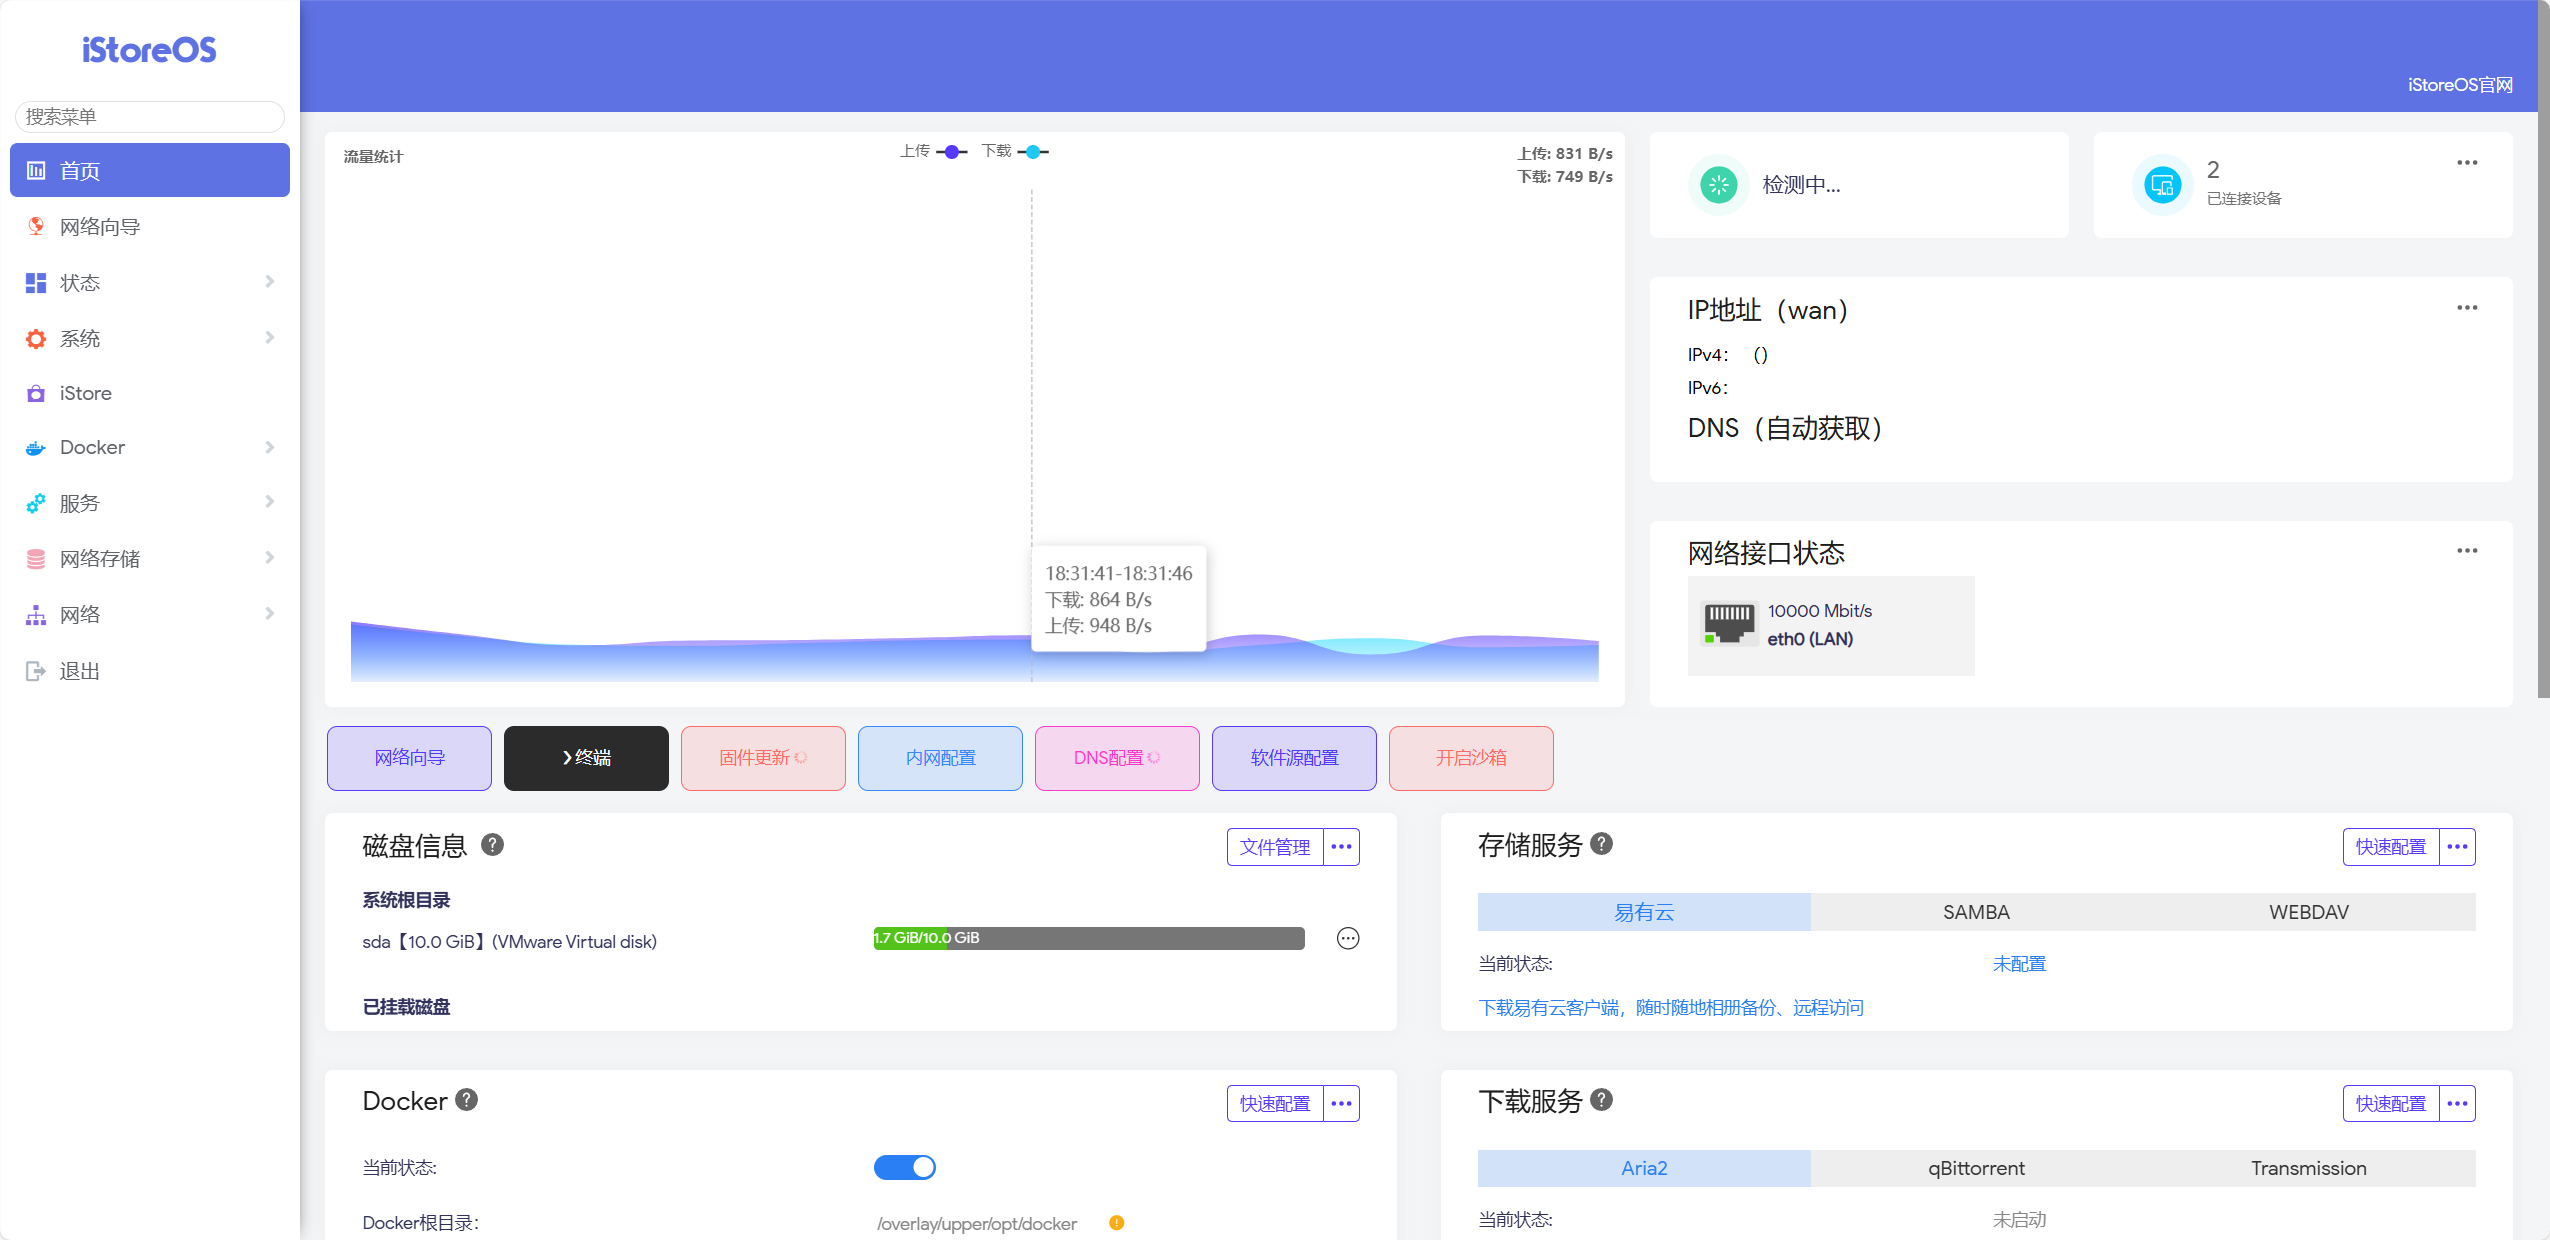 iStoreOS
搜索菜单
首页
网络向导
状态
系统
iStore
Docker
服务
网络存储
网络
退出
iStoreOS官网
流量统计
上传 下载
上传: 831 B/s
下载: 749 B/s
18:31:41-18:31:46
下载: 864 B/s
上传: 948 B/s
检测中...
2
已连接设备
IP地址（wan）
IPv4： ()
IPv6：
DNS（自动获取）
网络接口状态
10000 Mbit/s
eth0 (LAN)
网络向导
终端
固件更新
内网配置
DNS配置
软件源配置
开启沙箱
磁盘信息
文件管理
系统根目录
sda【10.0 GiB】(VMware Virtual disk)
1.7 GiB/10.0 GiB
已挂载磁盘
存储服务
快速配置
易有云 SAMBA WEBDAV
当前状态: 未配置
下载易有云客户端，随时随地相册备份、远程访问
Docker
快速配置
当前状态:
Docker根目录： /overlay/upper/opt/docker
下载服务
快速配置
Aria2 qBittorrent Transmission
当前状态: 未启动